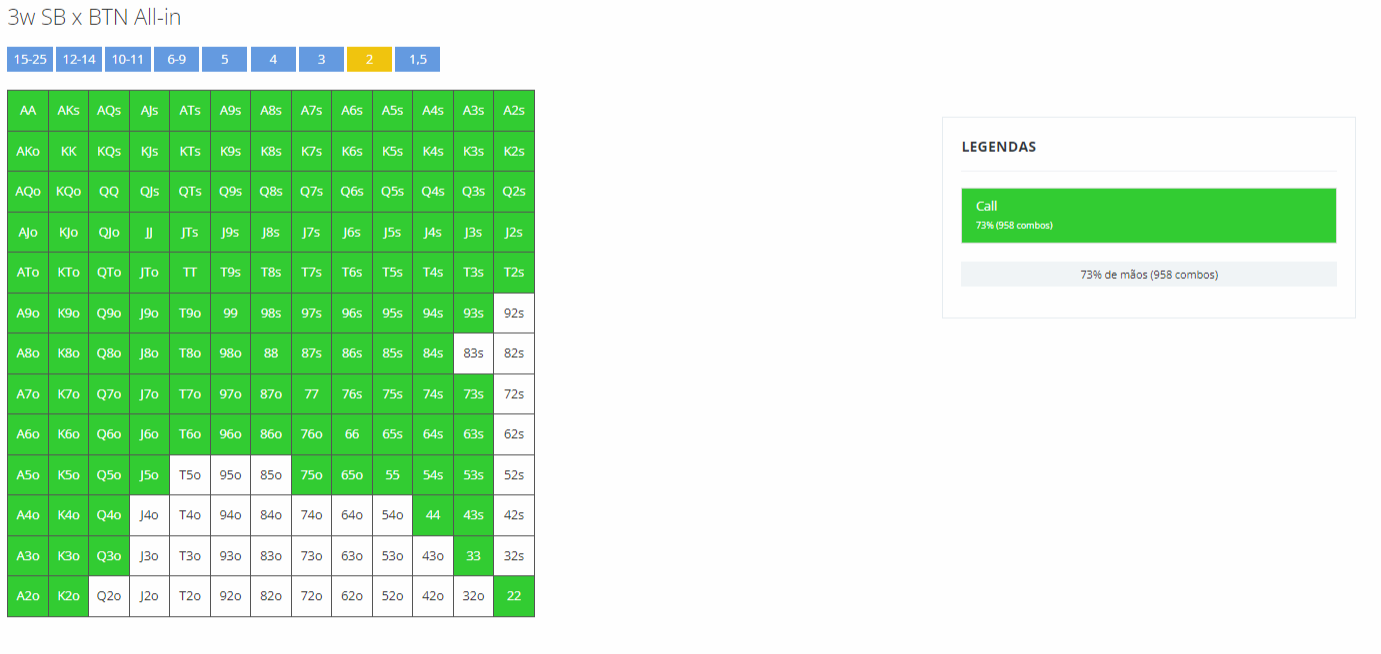 3w SB x BTN All-in
15-25 12-14 10-11 6-9 5 4 3 2 1,5
AA AKs AQs AJs ATs A9s A8s A7s A6s A5s A4s A3s A2s
AKo KK KQs KJs KTs K9s K8s K7s K6s K5s K4s K3s K2s
AQo KQo QQ QJs QTs Q9s Q8s Q7s Q6s Q5s Q4s Q3s Q2s
AJo KJo QJo JJ JTs J9s J8s J7s J6s J5s J4s J3s J2s
ATo KTo QTo JTo TT T9s T8s T7s T6s T5s T4s T3s T2s
A9o K9o Q9o J9o T9o 99 98s 97s 96s 95s 94s 93s 92s
A8o K8o Q8o J8o T8o 98o 88 87s 86s 85s 84s 83s 82s
A7o K7o Q7o J7o T7o 97o 87o 77 76s 75s 74s 73s 72s
A6o K6o Q6o J6o T6o 96o 86o 76o 66 65s 64s 63s 62s
A5o K5o Q5o J5o T5o 95o 85o 75o 65o 55 54s 53s 52s
A4o K4o Q4o J4o T4o 94o 84o 74o 64o 54o 44 43s 42s
A3o K3o Q3o J3o T3o 93o 83o 73o 63o 53o 43o 33 32s
A2o K2o Q2o J2o T2o 92o 82o 72o 62o 52o 42o 32o 22
LEGENDAS
Call
73% (958 combos)
73% de mãos (958 combos)